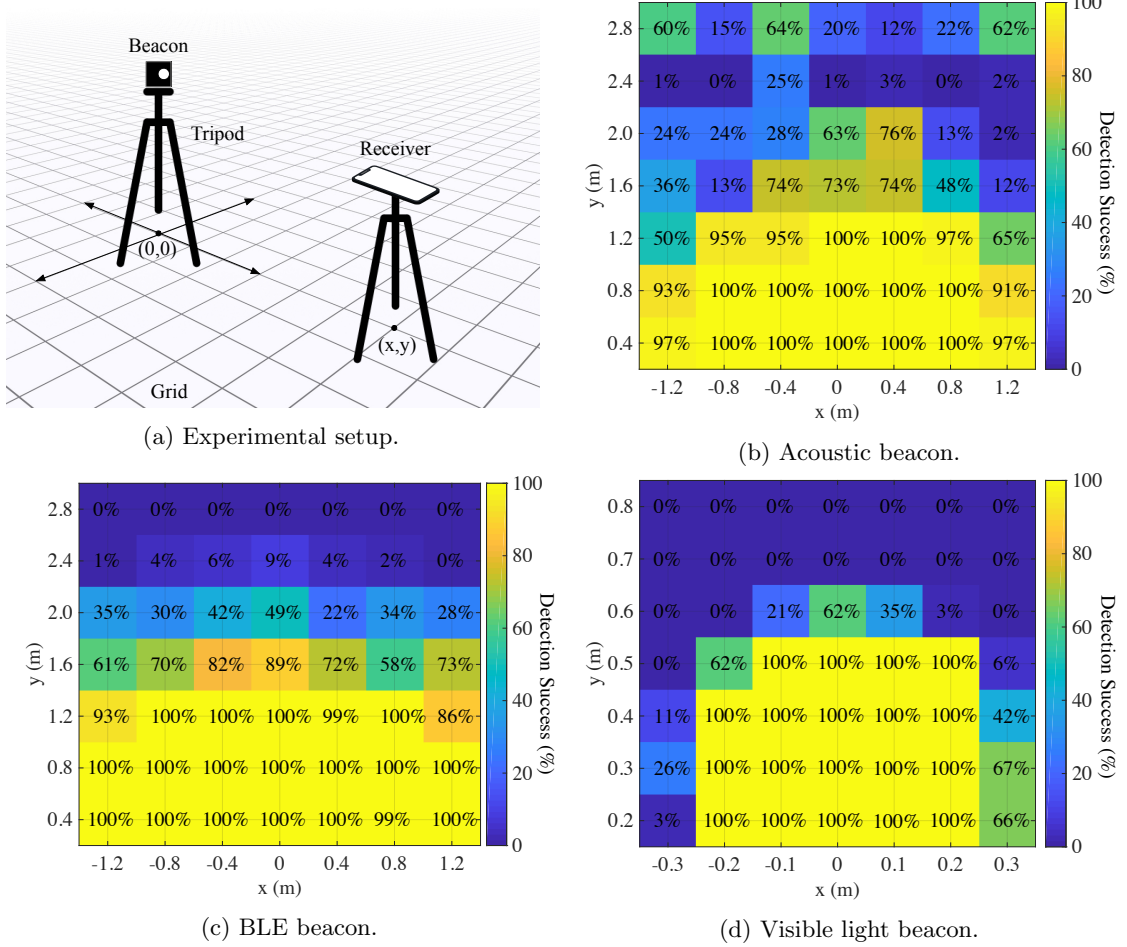 Beacon
Tripod
Receiver
(0,0)
(x,y)
Grid
(a) Experimental setup.
2.8 60% 15% 64% 20% 12% 22% 62%
2.4 1% 0% 25% 1% 3% 0% 2%
2.0 24% 24% 28% 63% 76% 13% 2%
1.6 36% 13% 74% 73% 74% 48% 12%
1.2 50% 95% 95% 100% 100% 97% 65%
0.8 93% 100% 100% 100% 100% 100% 91%
0.4 97% 100% 100% 100% 100% 100% 97%
-1.2 -0.8 -0.4 0 0.4 0.8 1.2
x (m)
y (m)
100
80
60
40
20
0
Detection Success (%)
(b) Acoustic beacon.
2.8 0% 0% 0% 0% 0% 0% 0%
2.4 1% 4% 6% 9% 4% 2% 0%
2.0 35% 30% 42% 49% 22% 34% 28%
1.6 61% 70% 82% 89% 72% 58% 73%
1.2 93% 100% 100% 100% 99% 100% 86%
0.8 100% 100% 100% 100% 100% 100% 100%
0.4 100% 100% 100% 100% 100% 99% 100%
-1.2 -0.8 -0.4 0 0.4 0.8 1.2
x (m)
y (m)
100
80
60
40
20
0
Detection Success (%)
(c) BLE beacon.
0.8 0% 0% 0% 0% 0% 0% 0%
0.7 0% 0% 0% 0% 0% 0% 0%
0.6 0% 0% 21% 62% 35% 3% 0%
0.5 0% 62% 100% 100% 100% 100% 6%
0.4 11% 100% 100% 100% 100% 100% 42%
0.3 26% 100% 100% 100% 100% 100% 67%
0.2 3% 100% 100% 100% 100% 100% 66%
-0.3 -0.2 -0.1 0 0.1 0.2 0.3
x (m)
y (m)
100
80
60
40
20
0
Detection Success (%)
(d) Visible light beacon.